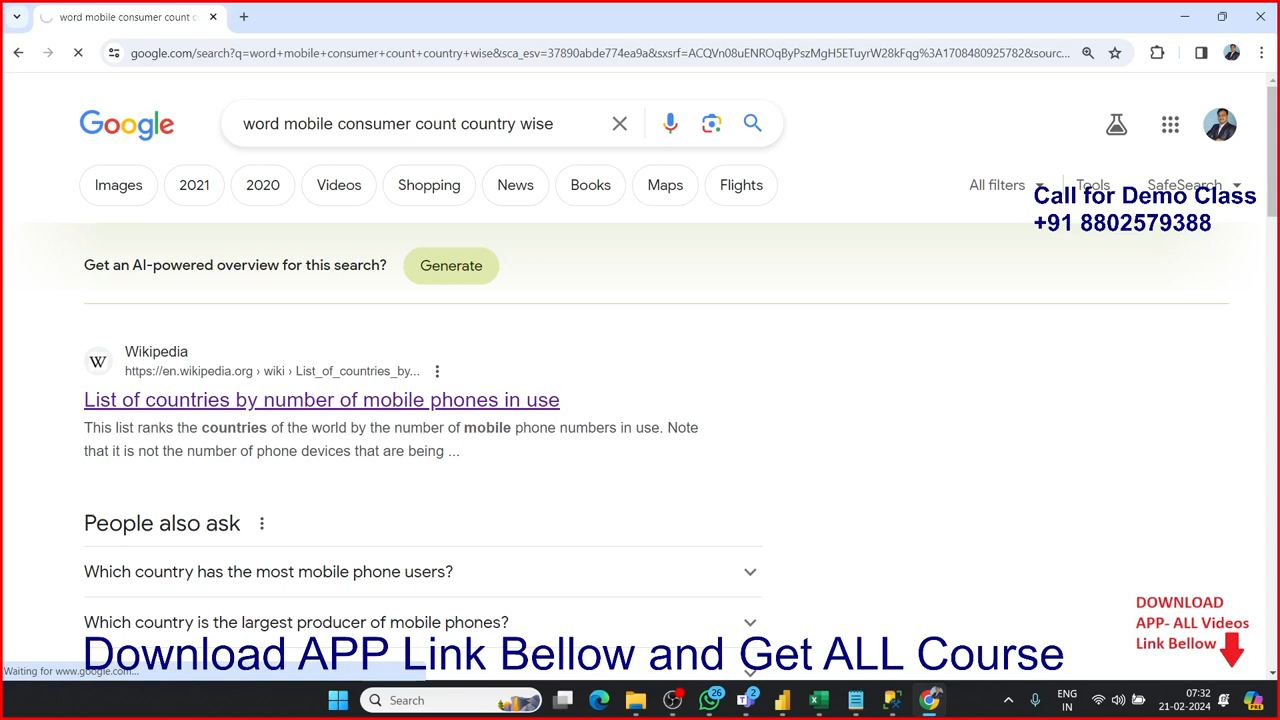 word mobile consumer count c
google.com/search?q=word+mobile+consumer+count+country+wise&sca_esv=37890abde774ea9a&sxsrf=ACQVn08uENROqByPszMgH5ETuyrW28kFqg%3A1708480925782&sourc...
Google
word mobile consumer count country wise
Images
2021
2020
Videos
Shopping
News
Books
Maps
Flights
All filters
Tools
SafeSearch
Call for Demo Class
+91 8802579388
Get an AI-powered overview for this search?
Generate
W
Wikipedia
https://en.wikipedia.org › wiki › List_of_countries_by...
List of countries by number of mobile phones in use
This list ranks the countries of the world by the number of mobile phone numbers in use. Note
that it is not the number of phone devices that are being ...
People also ask
Which country has the most mobile phone users?
Which country is the largest producer of mobile phones?
DOWNLOAD
APP- ALL Videos
Link Bellow
Download APP Link Bellow and Get ALL Course
Waiting for www.google.com...
Search
26
2
ENG
IN
07:32
21-02-2024